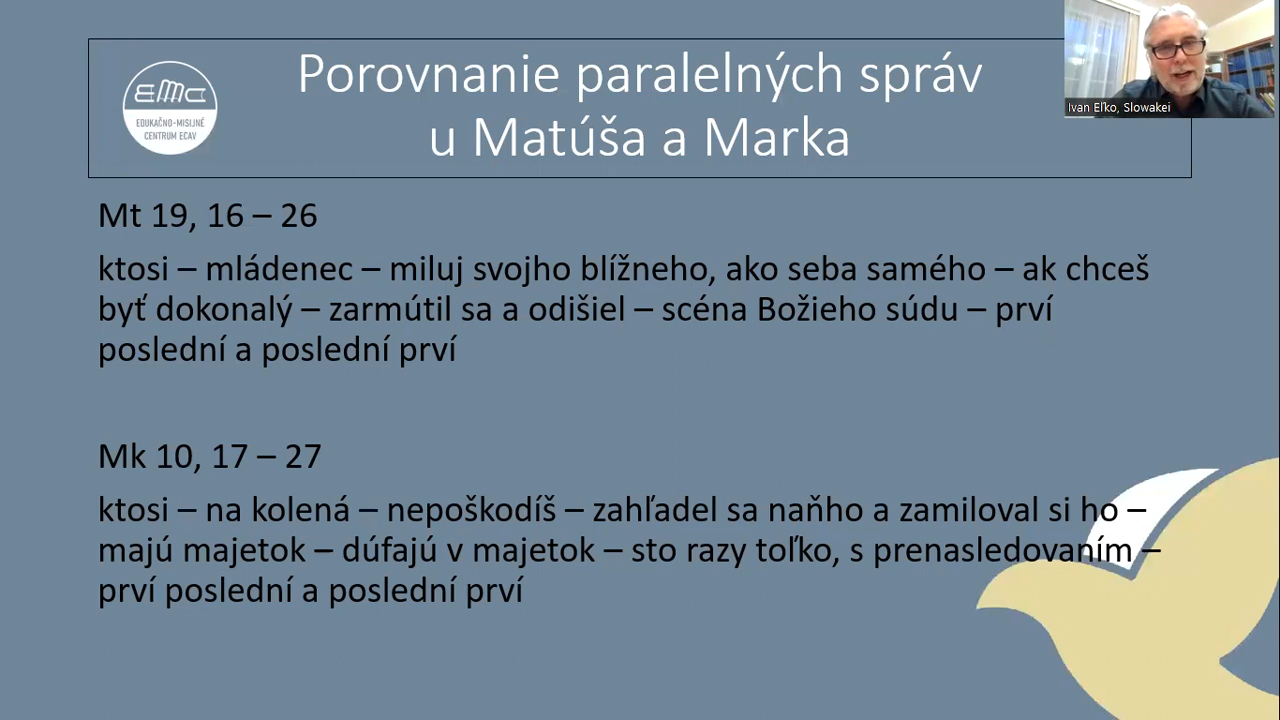 Porovnanie paralelných správ
u Matúša a Marka
EMC
EDUKAČNO-MISIJNÉ
CENTRUM ECAV
Ivan Eľko, Slowakei
Mt 19, 16 – 26
ktosi – mládenec – miluj svojho blížneho, ako seba samého – ak chceš
byť dokonalý – zarmútil sa a odišiel – scéna Božieho súdu – prví
poslední a poslední prví
Mk 10, 17 – 27
ktosi – na kolená – nepoškodíš – zahľadel sa naňho a zamiloval si ho –
majú majetok – dúfajú v majetok – sto razy toľko, s prenasledovaním –
prví poslední a poslední prví